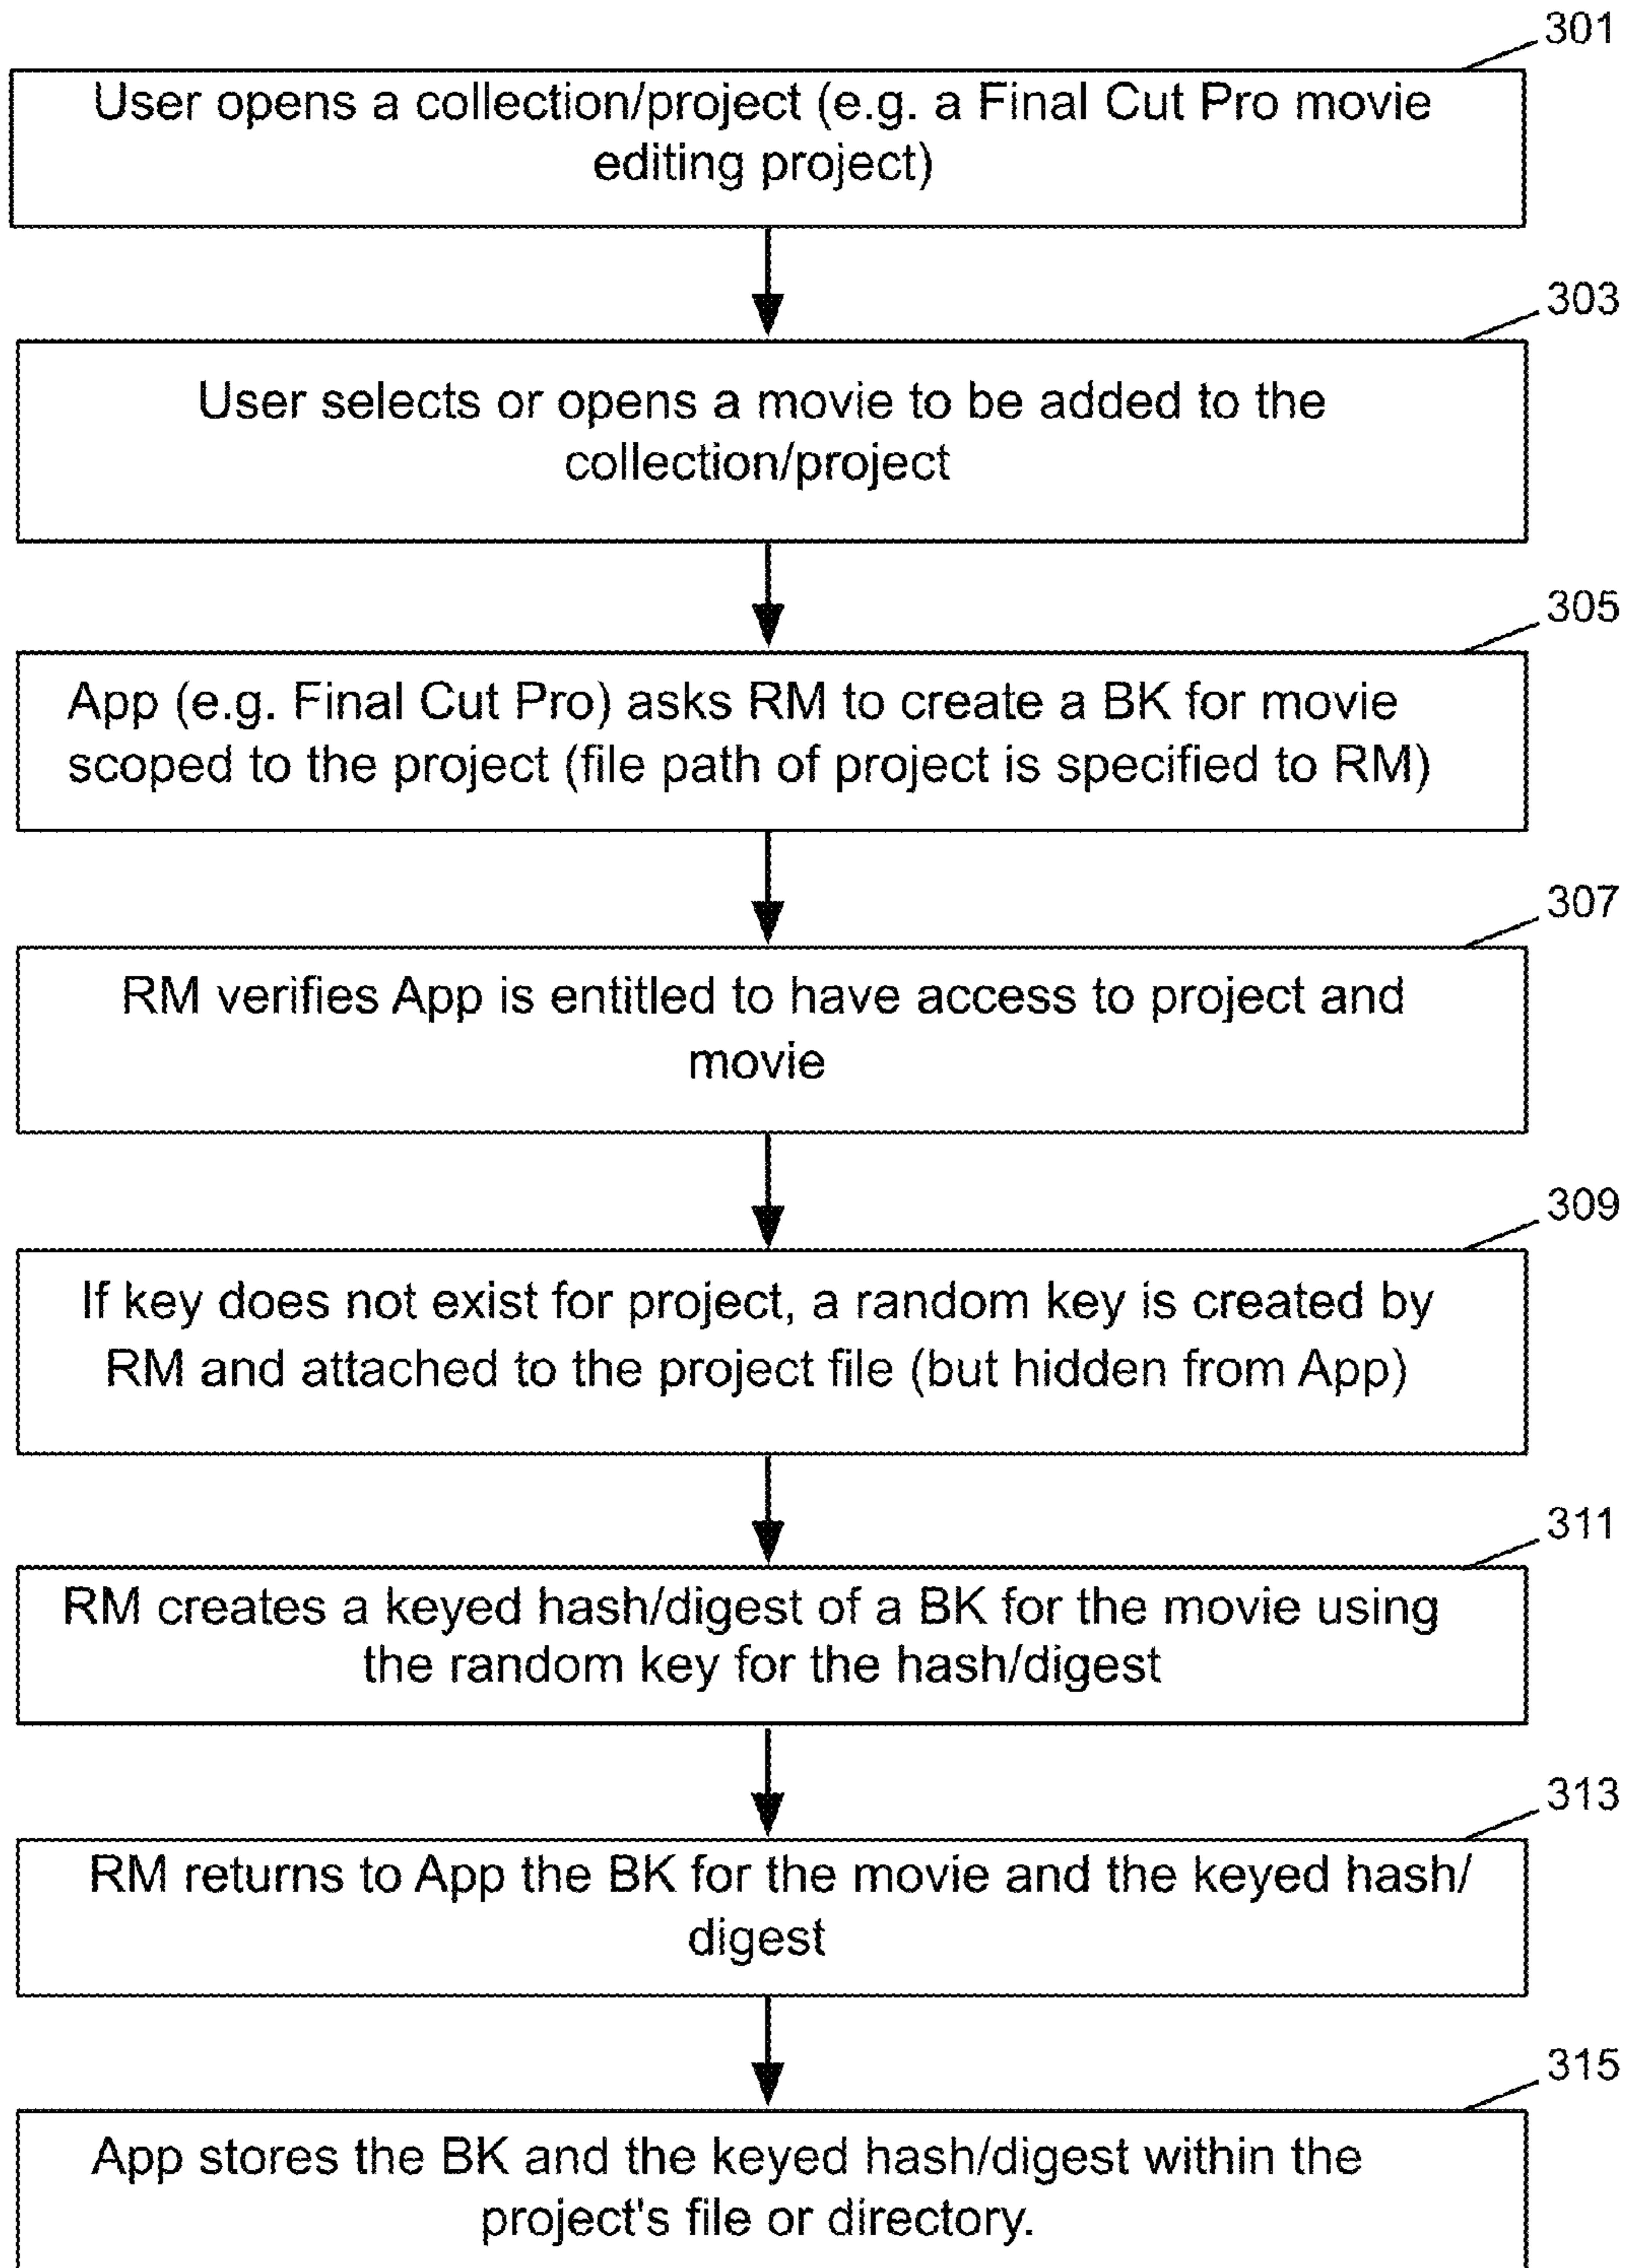 301
User opens a collection/project (e.g. a Final Cut Pro movie
editing project)
303
User selects or opens a movie to be added to the
collection/project
305
App (e.g. Final Cut Pro) asks RM to create a BK for movie
scoped to the project (file path of project is specified to RM)
307
RM verifies App is entitled to have access to project and
movie
309
If key does not exist for project, a random key is created by
RM and attached to the project file (but hidden from App)
311
RM creates a keyed hash/digest of a BK for the movie using
the random key for the hash/digest
313
RM returns to App the BK for the movie and the keyed hash/
digest
315
App stores the BK and the keyed hash/digest within the
project's file or directory.